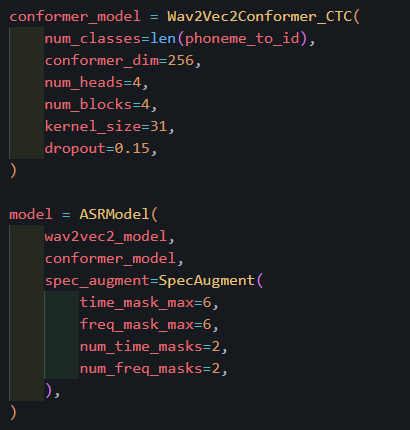 conformer_model = Wav2Vec2Conformer_CTC(
    num_classes=len(phoneme_to_id),
    conformer_dim=256,
    num_heads=4,
    num_blocks=4,
    kernel_size=31,
    dropout=0.15,
)

model = ASRModel(
    wav2vec2_model,
    conformer_model,
    spec_augment=SpecAugment(
        time_mask_max=6,
        freq_mask_max=6,
        num_time_masks=2,
        num_freq_masks=2,
    ),
)